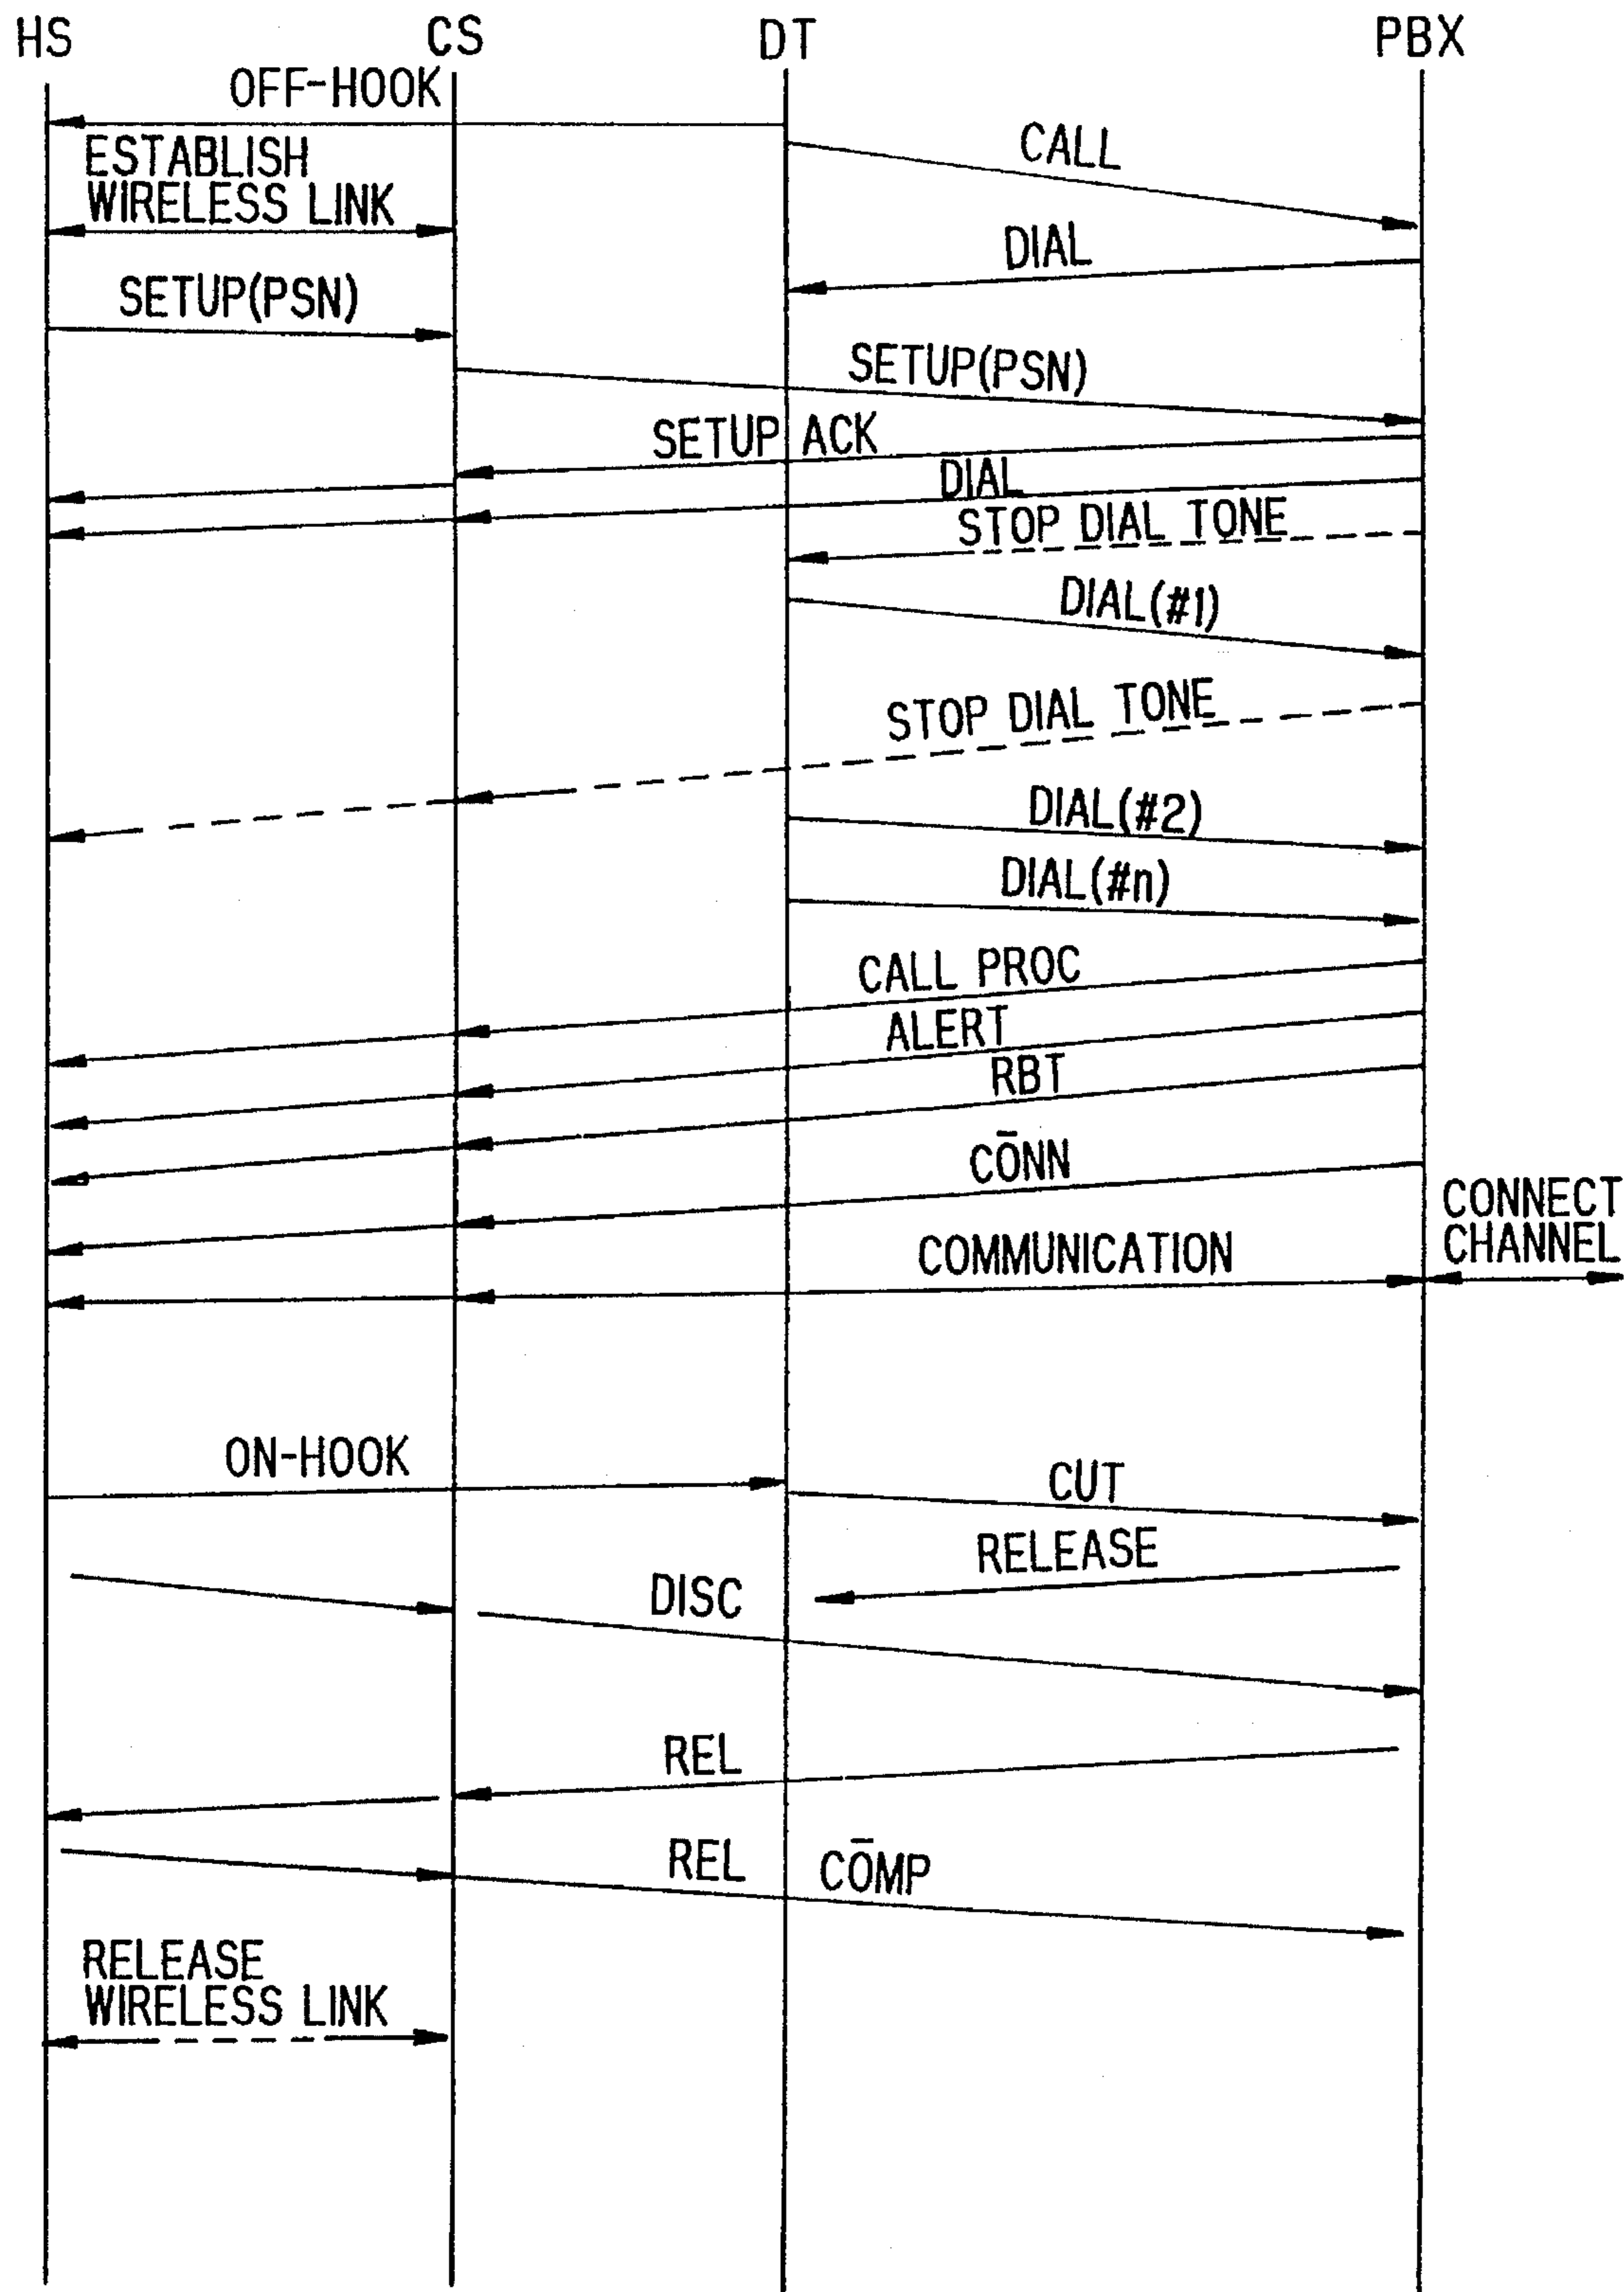 HS CS DT PBX
OFF-HOOK
CALL
ESTABLISH
WIRELESS LINK
DIAL
SETUP(PSN)
SETUP(PSN)
SETUP ACK
DIAL
STOP DIAL TONE
DIAL(#1)
STOP DIAL TONE
DIAL(#2)
DIAL(#n)
CALL PROC
ALERT
RBT
CŌNN
CONNECT
CHANNEL
COMMUNICATION
ON-HOOK
CUT
RELEASE
DISC
REL
REL CŌMP
RELEASE
WIRELESS LINK